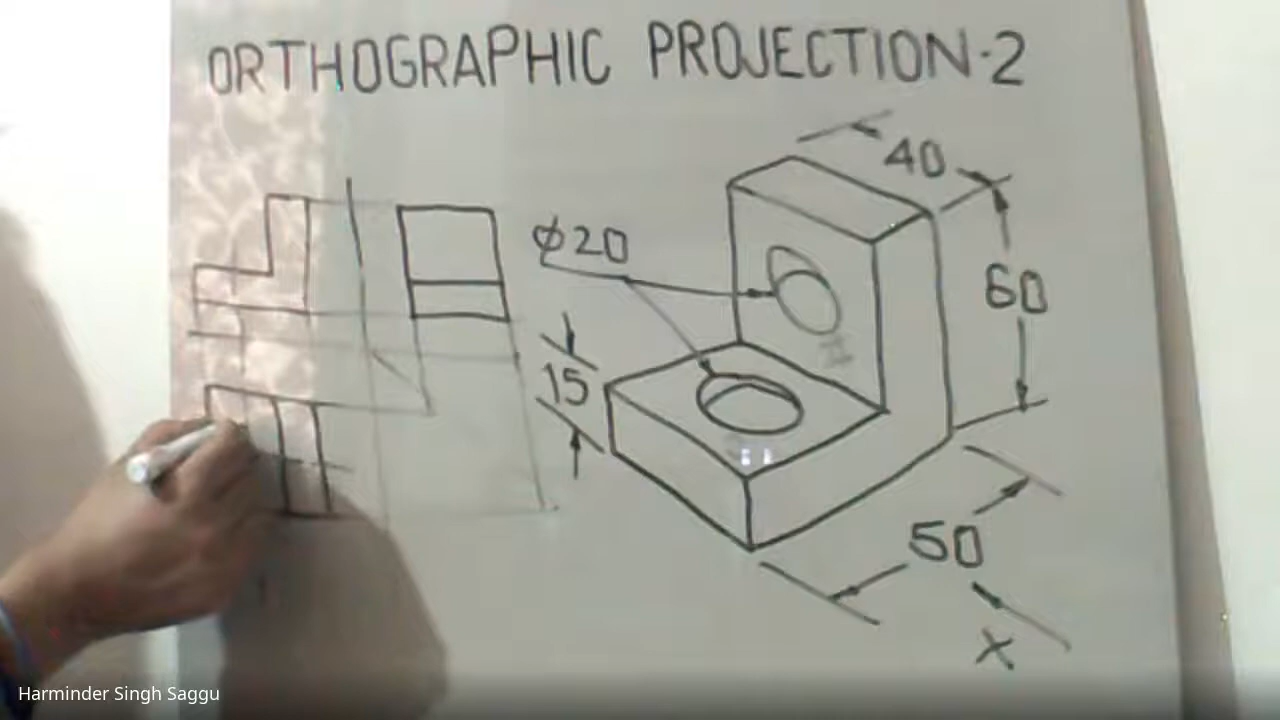 ORTHOGRAPHIC PROJECTION-2
40
φ20
60
15
50
X
Harminder Singh Saggu